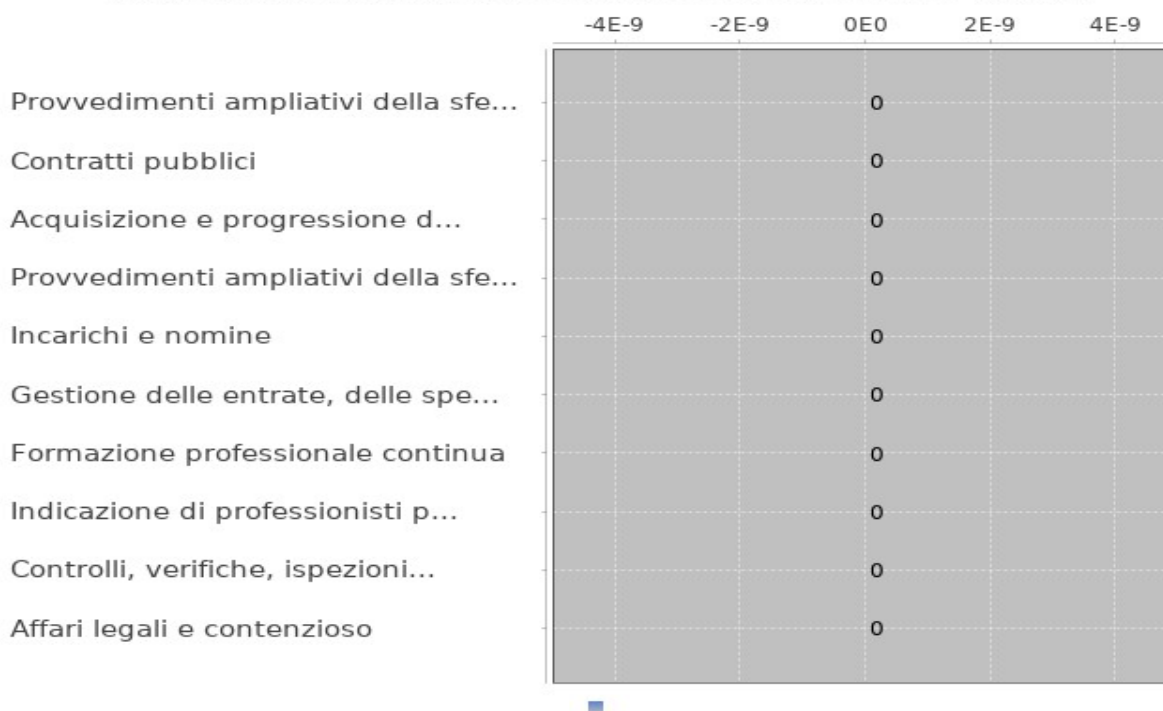 -4E-9 -2E-9 0E0 2E-9 4E-9
Provvedimenti ampliativi della sfe... 0
Contratti pubblici 0
Acquisizione e progressione d... 0
Provvedimenti ampliativi della sfe... 0
Incarichi e nomine 0
Gestione delle entrate, delle spe... 0
Formazione professionale continua 0
Indicazione di professionisti p... 0
Controlli, verifiche, ispezioni... 0
Affari legali e contenzioso 0